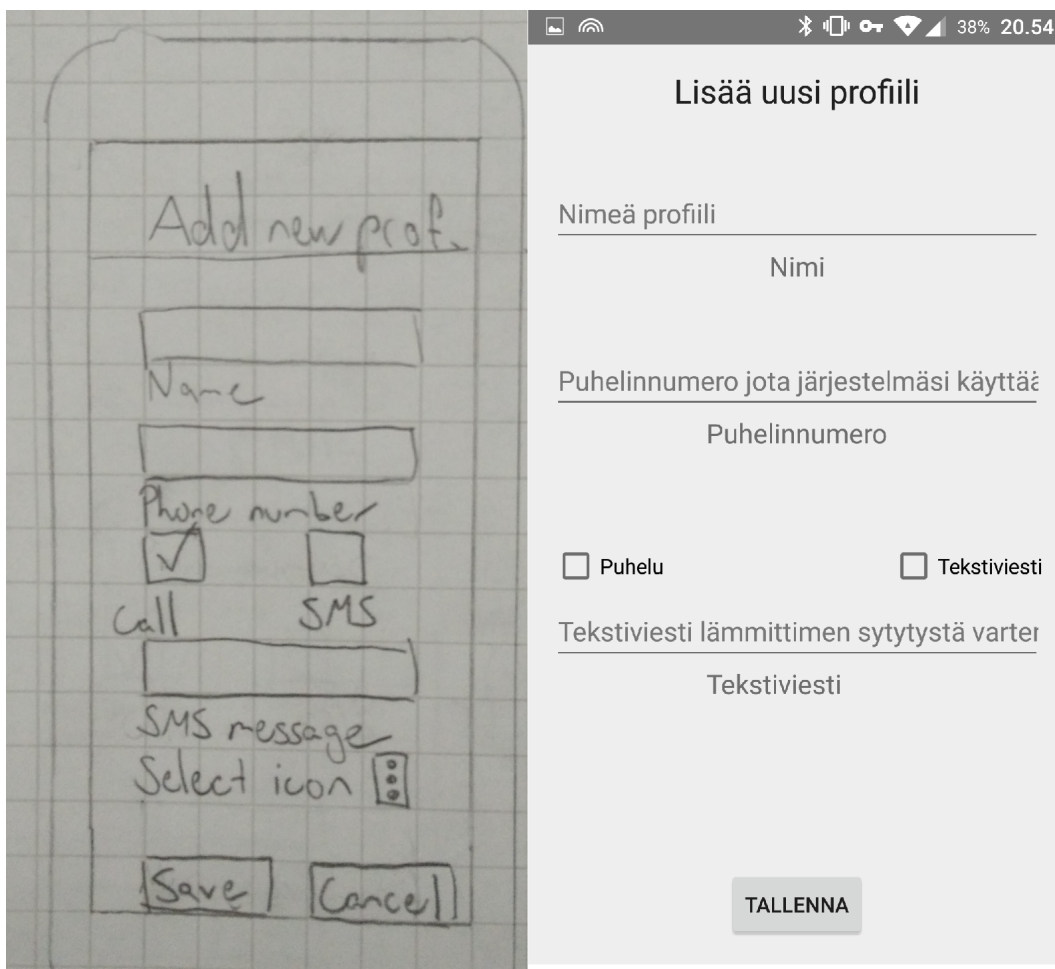 Add new prof.
Name
Phone number
Call SMS
SMS message
Select icon
Save Cancel
38% 20.54
Lisää uusi profiili
Nimeä profiili
Nimi
Puhelinnumero jota järjestelmäsi käyttää
Puhelinnumero
Puhelu Tekstiviesti
Tekstiviesti lämmittimen sytytystä varten
Tekstiviesti
TALLENNA